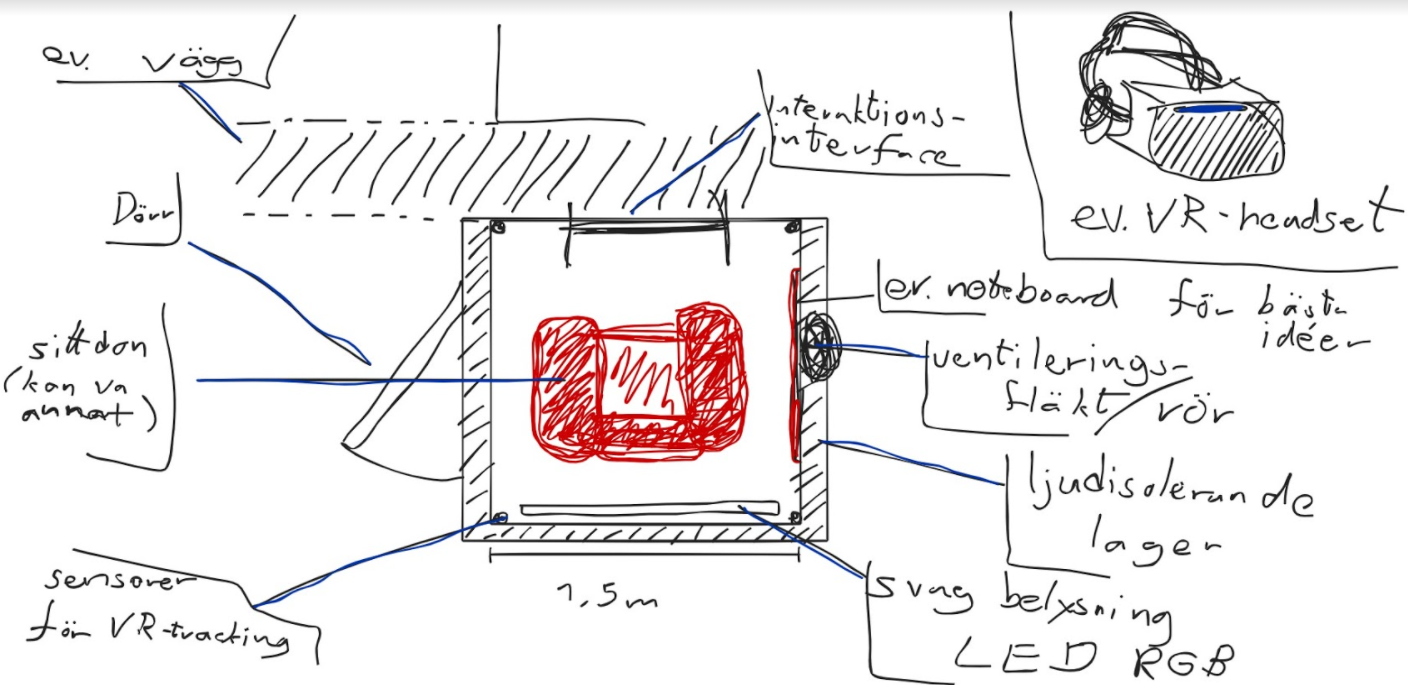 ev. vägg
Interaktions-
interface
ev. VR-headset
Dörr
ev. noteboard för bästa
idéer
sittdon
(kan va
annat)
ventilerings-
fläkt/rör
ljudisolerande
lager
sensorer
för VR-tracking
1,5m
svag belysning
LED RGB